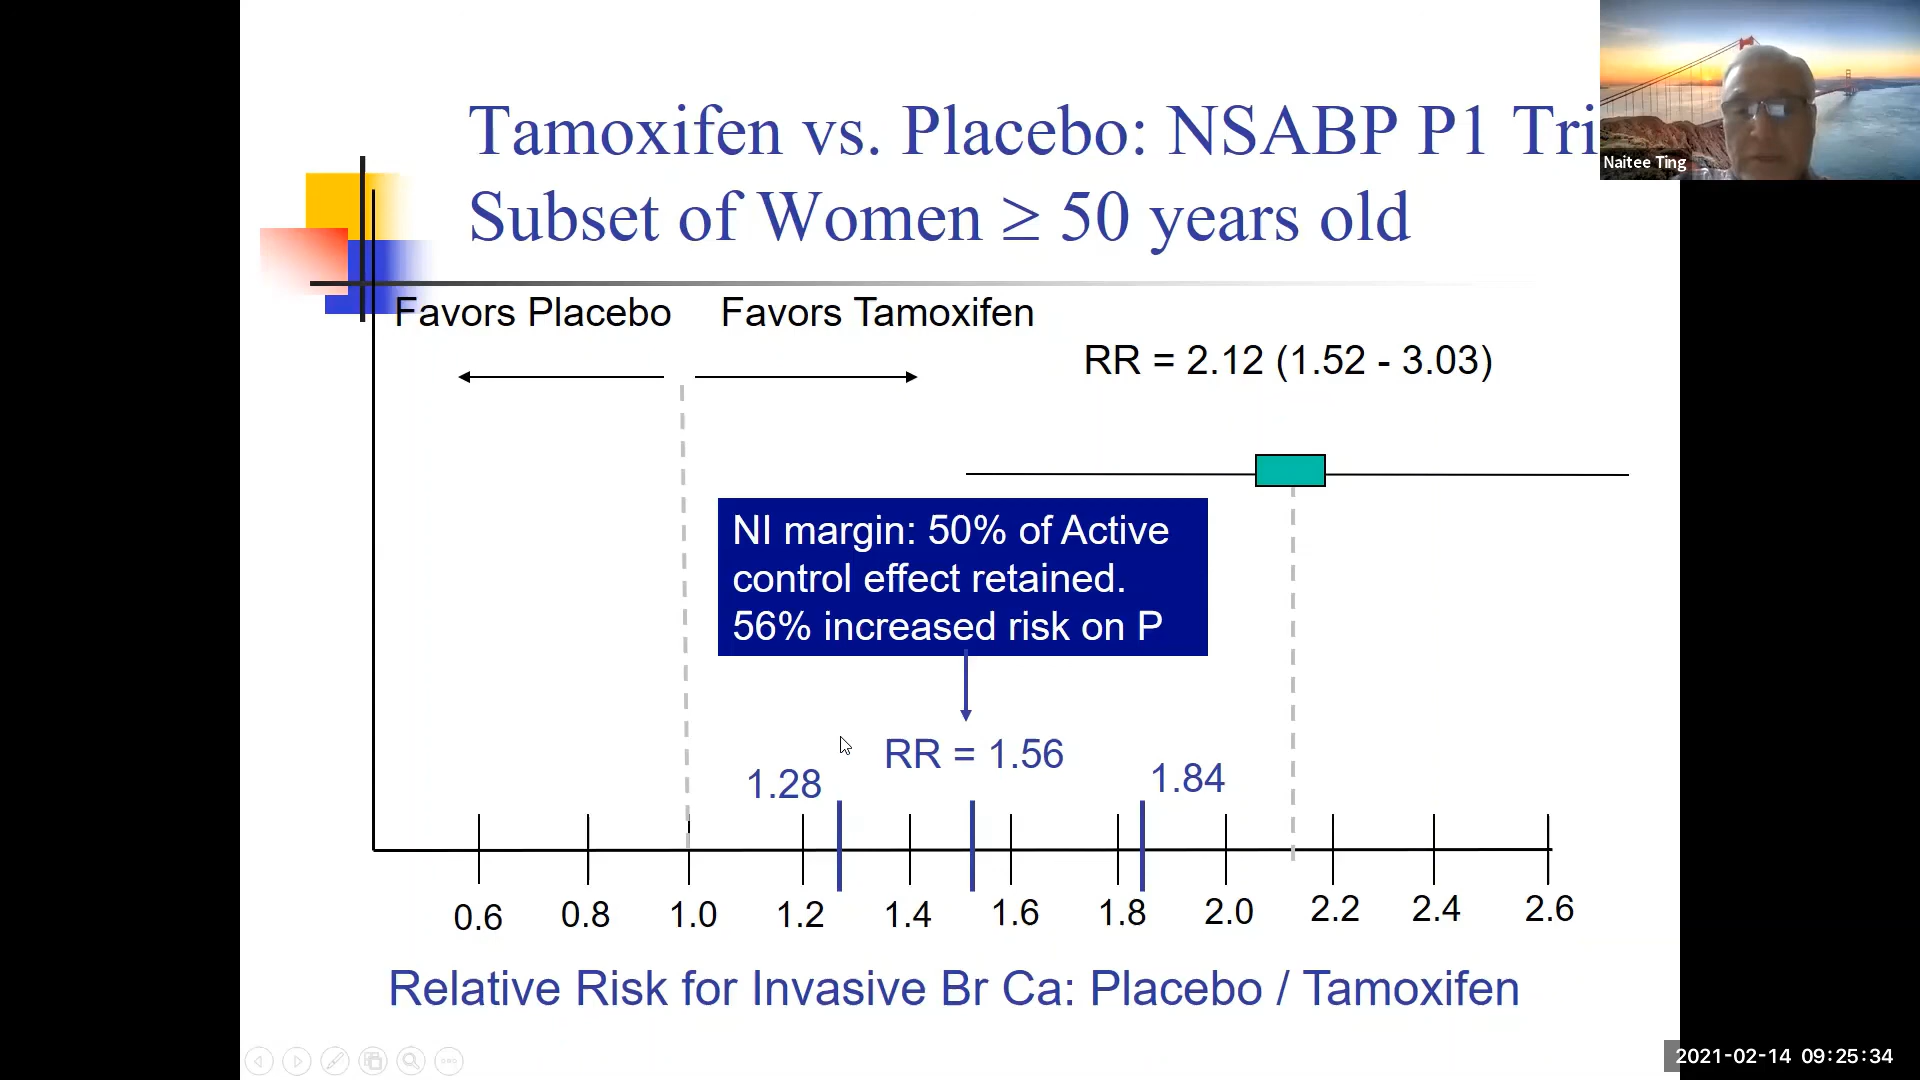 Tamoxifen vs. Placebo: NSABP P1 Tri
Subset of Women ≥ 50 years old
Naitee Ting
Favors Placebo
Favors Tamoxifen
RR = 2.12 (1.52 - 3.03)
NI margin: 50% of Active
control effect retained.
56% increased risk on P
RR = 1.56
1.28
1.84
0.6 0.8 1.0 1.2 1.4 1.6 1.8 2.0 2.2 2.4 2.6
Relative Risk for Invasive Br Ca: Placebo / Tamoxifen
2021-02-14 09:25:34